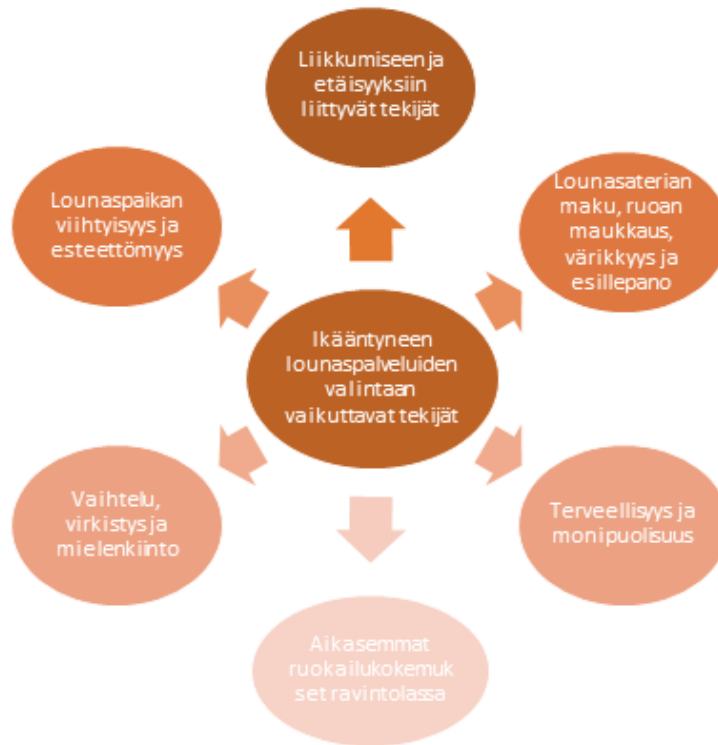 Liikkumiseen ja
etäisyyksiin
liittyvät tekijät
Lounasaterian
maku, ruoan
maukkaus,
värikkyys ja
esillepano
Terveellisyys ja
monipuolisuus
Aikasemmat
ruokailukokemuk
set ravintolassa
Vaihtelu,
virkistys ja
mielenkiinto
Lounaspaikan
viihtyisyys ja
esteettömyys
Ikääntyneen
lounaspalveluiden
valintaan
vaikuttavat tekijät